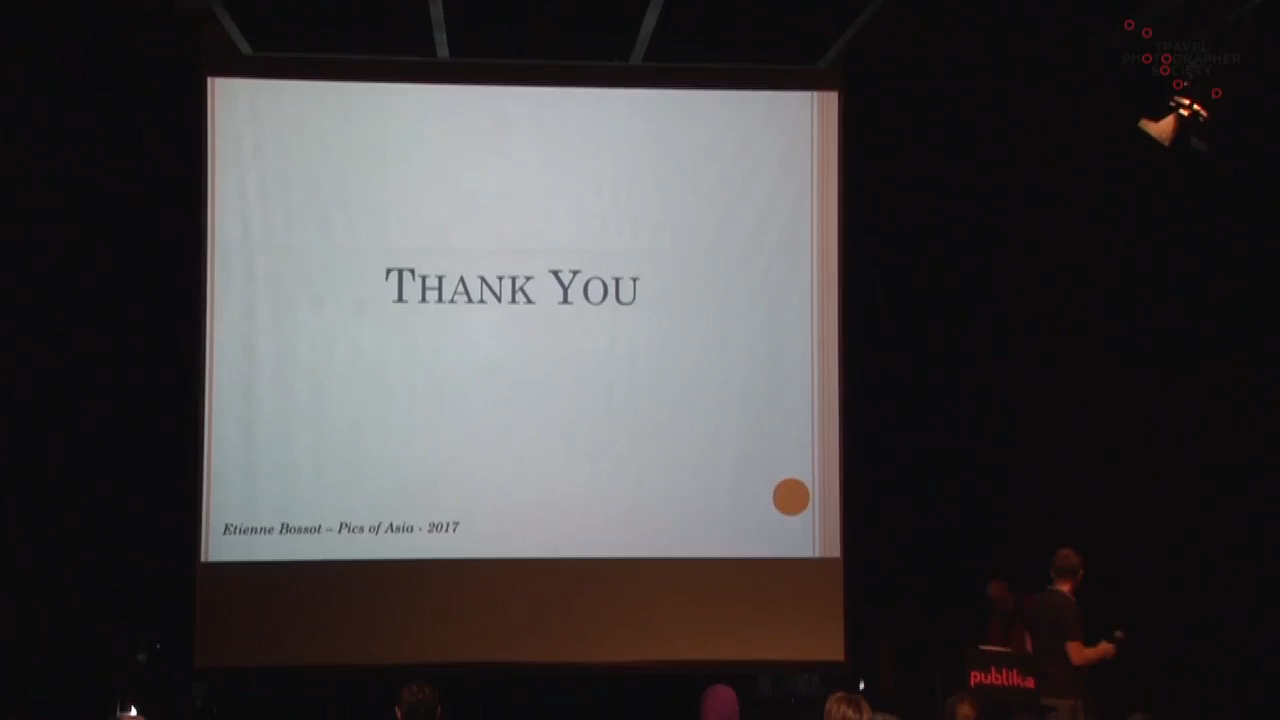 TRAVEL
PHOTOGRAPHER
SOCIETY
THANK YOU
Etienne Bossot – Pics of Asia - 2017
publika